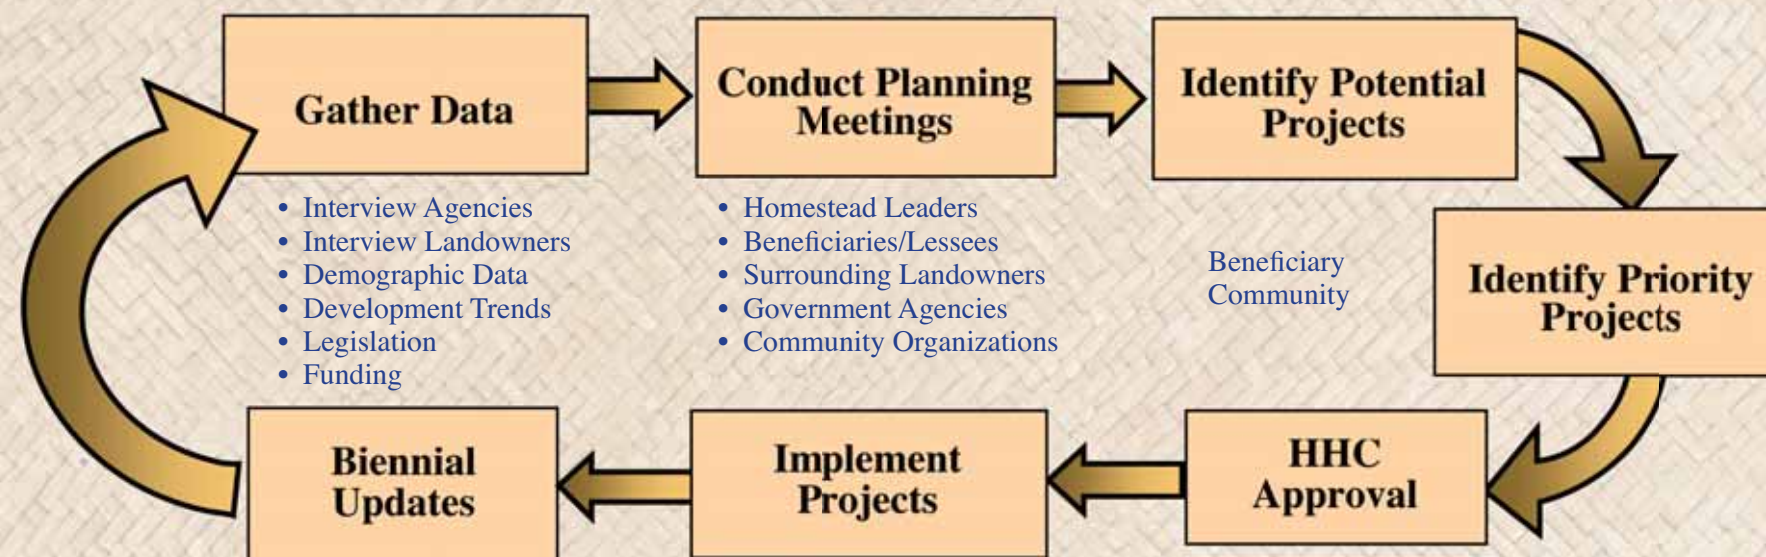 Gather Data
Conduct Planning
Meetings
Identify Potential
Projects
• Interview Agencies
• Interview Landowners
• Demographic Data
• Development Trends
• Legislation
• Funding
• Homestead Leaders
• Beneficiaries/Lessees
• Surrounding Landowners
• Government Agencies
• Community Organizations
Beneficiary
Community
Identify Priority
Projects
HHC
Approval
Implement
Projects
Biennial
Updates